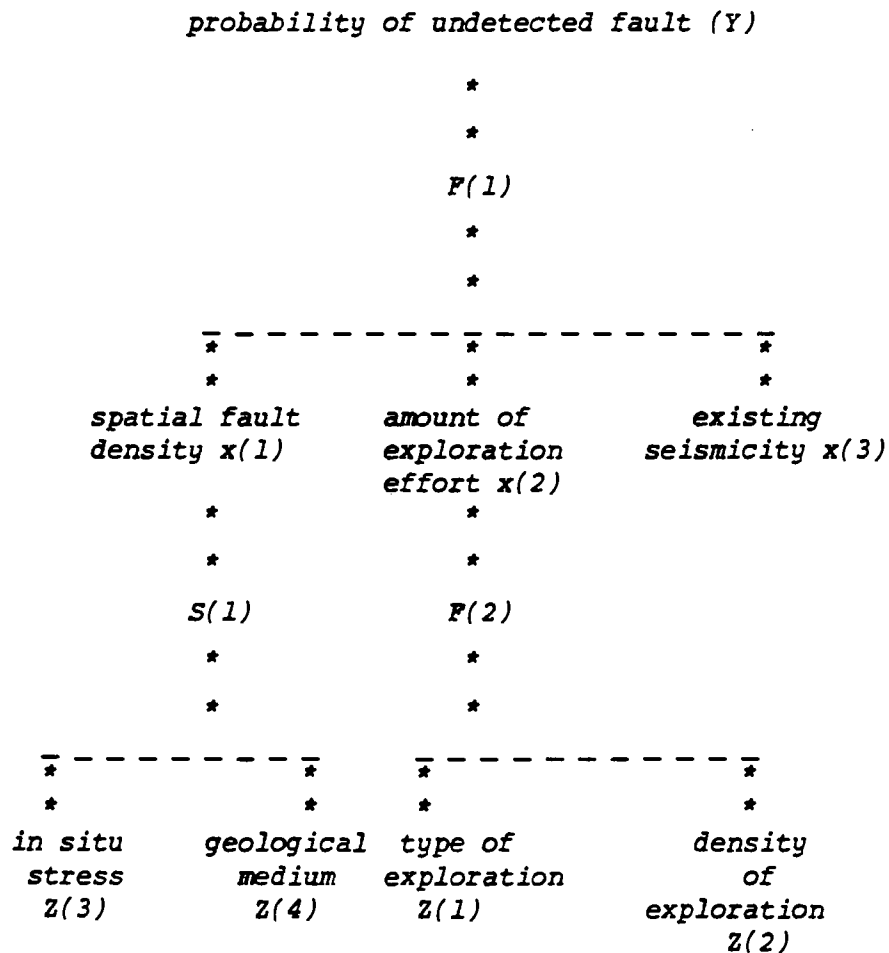 probability of undetected fault (Y)
*
*
F(1)
*
*
_ _ _ _ _ _ _ _ _ _ _ _ _ _ _ _ _ _
* * *
* * *
spatial fault amount of existing
density x(1) exploration seismicity x(3)
effort x(2)
* *
* *
S(1) F(2)
* *
* *
_ _ _ _ _ _ _ _ _ _ _ _ _ _ _ _ _ _
* * * *
* * * *
in situ geological type of density
stress medium exploration of
Z(3) Z(4) Z(1) exploration
Z(2)